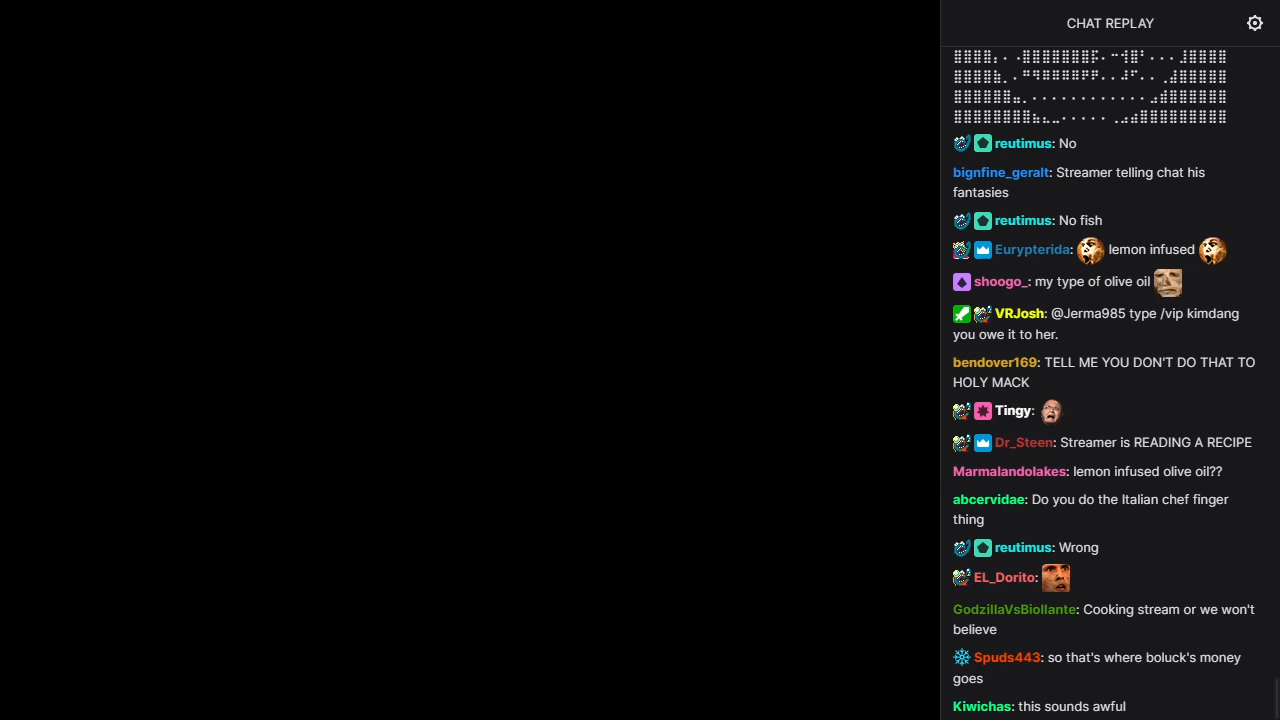 CHAT REPLAY
reutimus: No
bignfine_geralt: Streamer telling chat his
fantasies
reutimus: No fish
Eurypterida: lemon infused
shoogo_: my type of olive oil
VRJosh: @Jerma985 type /vip kimdang
you owe it to her.
bendover169: TELL ME YOU DON'T DO THAT TO
HOLY MACK
Tingy:
Dr_Steen: Streamer is READING A RECIPE
Marmalandolakes: lemon infused olive oil??
abcervidae: Do you do the Italian chef finger
thing
reutimus: Wrong
EL_Dorito:
GodzillaVsBiollante: Cooking stream or we won't
believe
Spuds443: so that's where boluck's money
goes
Kiwichas: this sounds awful